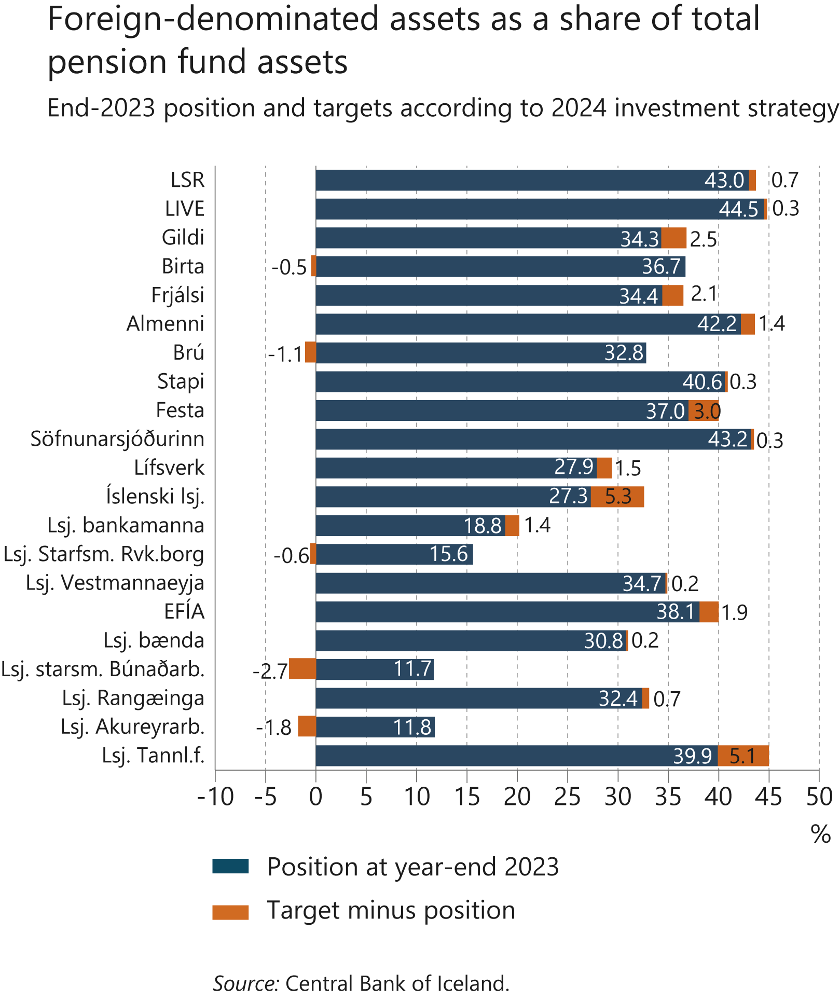 Foreign-denominated assets as a share of total
pension fund assets
End-2023 position and targets according to 2024 investment strategy
LSR 43.0 0.7
LIVE 44.5 0.3
Gildi 34.3 2.5
Birta -0.5 36.7
Frjálsi 34.4 2.1
Almenni 42.2 1.4
Brú -1.1 32.8
Stapi 40.6 0.3
Festa 37.0 3.0
Söfnunarsjóðurinn 43.2 0.3
Lífsverk 27.9 1.5
Íslenski lsj. 27.3 5.3
Lsj. bankamanna 18.8 1.4
Lsj. Starfsm. Rvk.borg -0.6 15.6
Lsj. Vestmannaeyja 34.7 0.2
EFÍA 38.1 1.9
Lsj. bænda 30.8 0.2
Lsj. starsm. Búnaðarb. -2.7 11.7
Lsj. Rangæinga 32.4 0.7
Lsj. Akureyrarb. -1.8 11.8
Lsj. Tannl.f. 39.9 5.1
-10 -5 0 5 10 15 20 25 30 35 40 45 50
%
Position at year-end 2023
Target minus position
Source: Central Bank of Iceland.